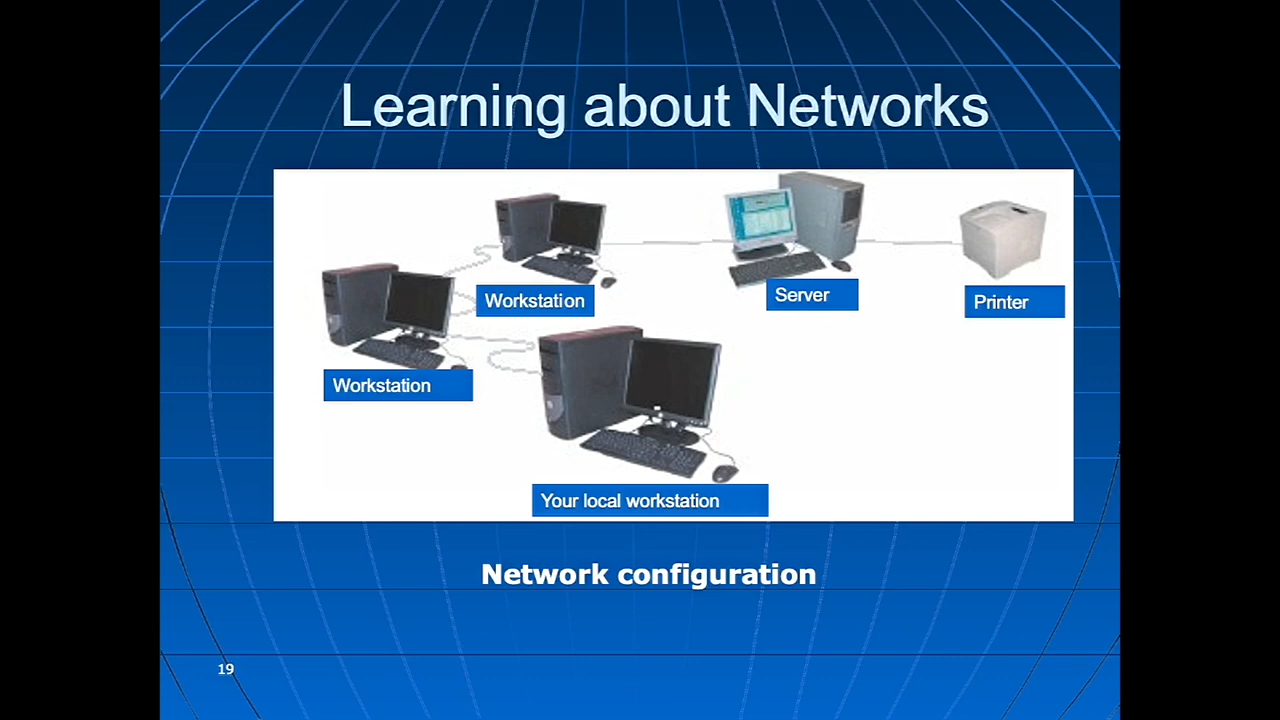 Learning about Networks
Workstation
Server
Printer
Workstation
Your local workstation
Network configuration
19